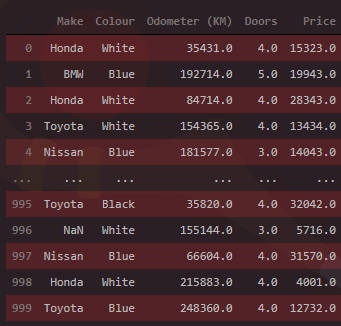 Make Colour Odometer (KM) Doors Price
0 Honda White 35431.0 4.0 15323.0
1 BMW Blue 192714.0 5.0 19943.0
2 Honda White 84714.0 4.0 28343.0
3 Toyota White 154365.0 4.0 13434.0
4 Nissan Blue 181577.0 3.0 14043.0
... ... ... ... ... ...
995 Toyota Black 35820.0 4.0 32042.0
996 NaN White 155144.0 3.0 5716.0
997 Nissan Blue 66604.0 4.0 31570.0
998 Honda White 215883.0 4.0 4001.0
999 Toyota Blue 248360.0 4.0 12732.0